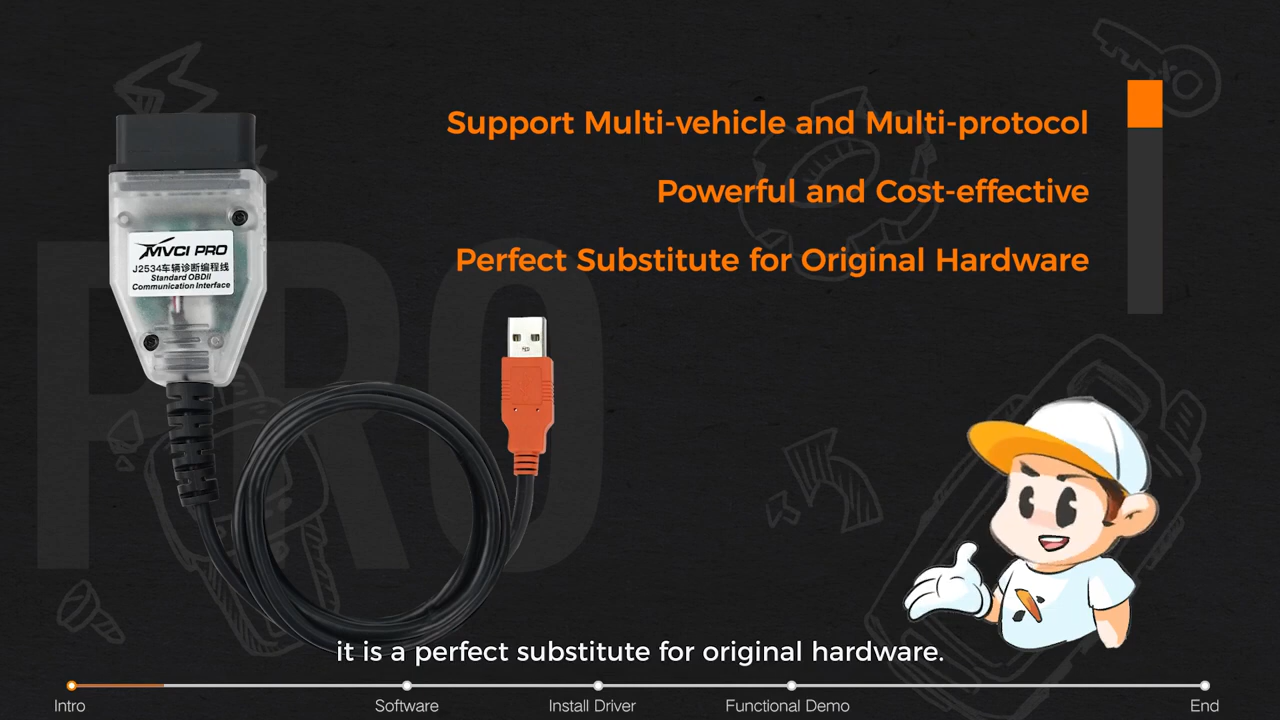 Support Multi-vehicle and Multi-protocol
Powerful and Cost-effective
Perfect Substitute for Original Hardware
MVCI PRO
J2534车辆诊断编程线
Standard OBDII
Communication Interface
PRO
it is a perfect substitute for original hardware.
Intro
Software
Install Driver
Functional Demo
End